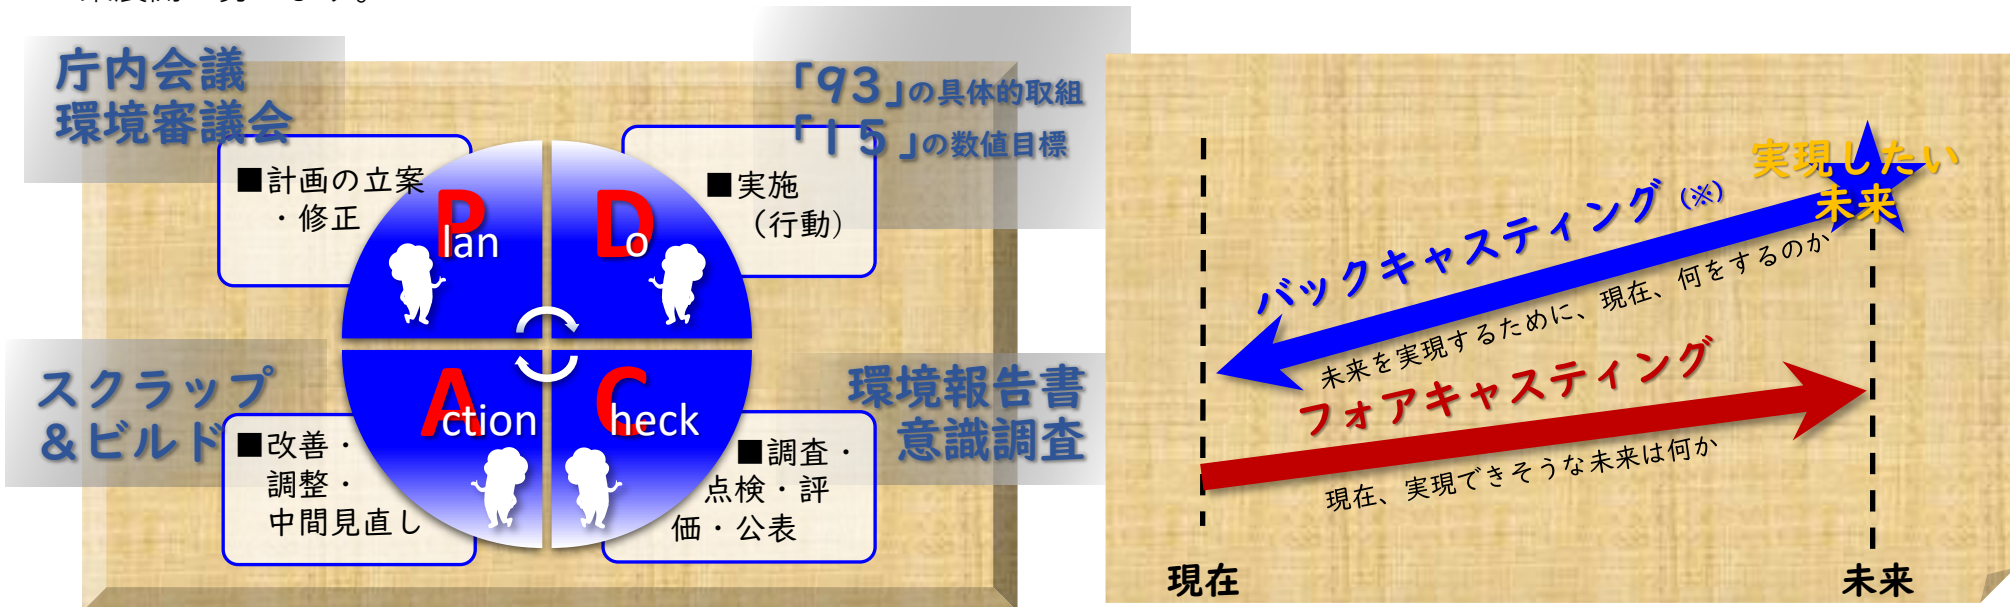 庁内会議
環境審議会
■計画の立案
・修正
Plan
「93」の具体的取組
「15」の数値目標
■実施
(行動)
Do
スクラップ
&ビルド
■改善・
調整・
中間見直し
Action
環境報告書
意識調査
■調査・
点検・評
価・公表
Check
実現したい
未来
バックキャスティング(※)
未来を実現するために、現在、何をするのか
フォアキャスティング
現在、実現できそうな未来は何か
現在
未来